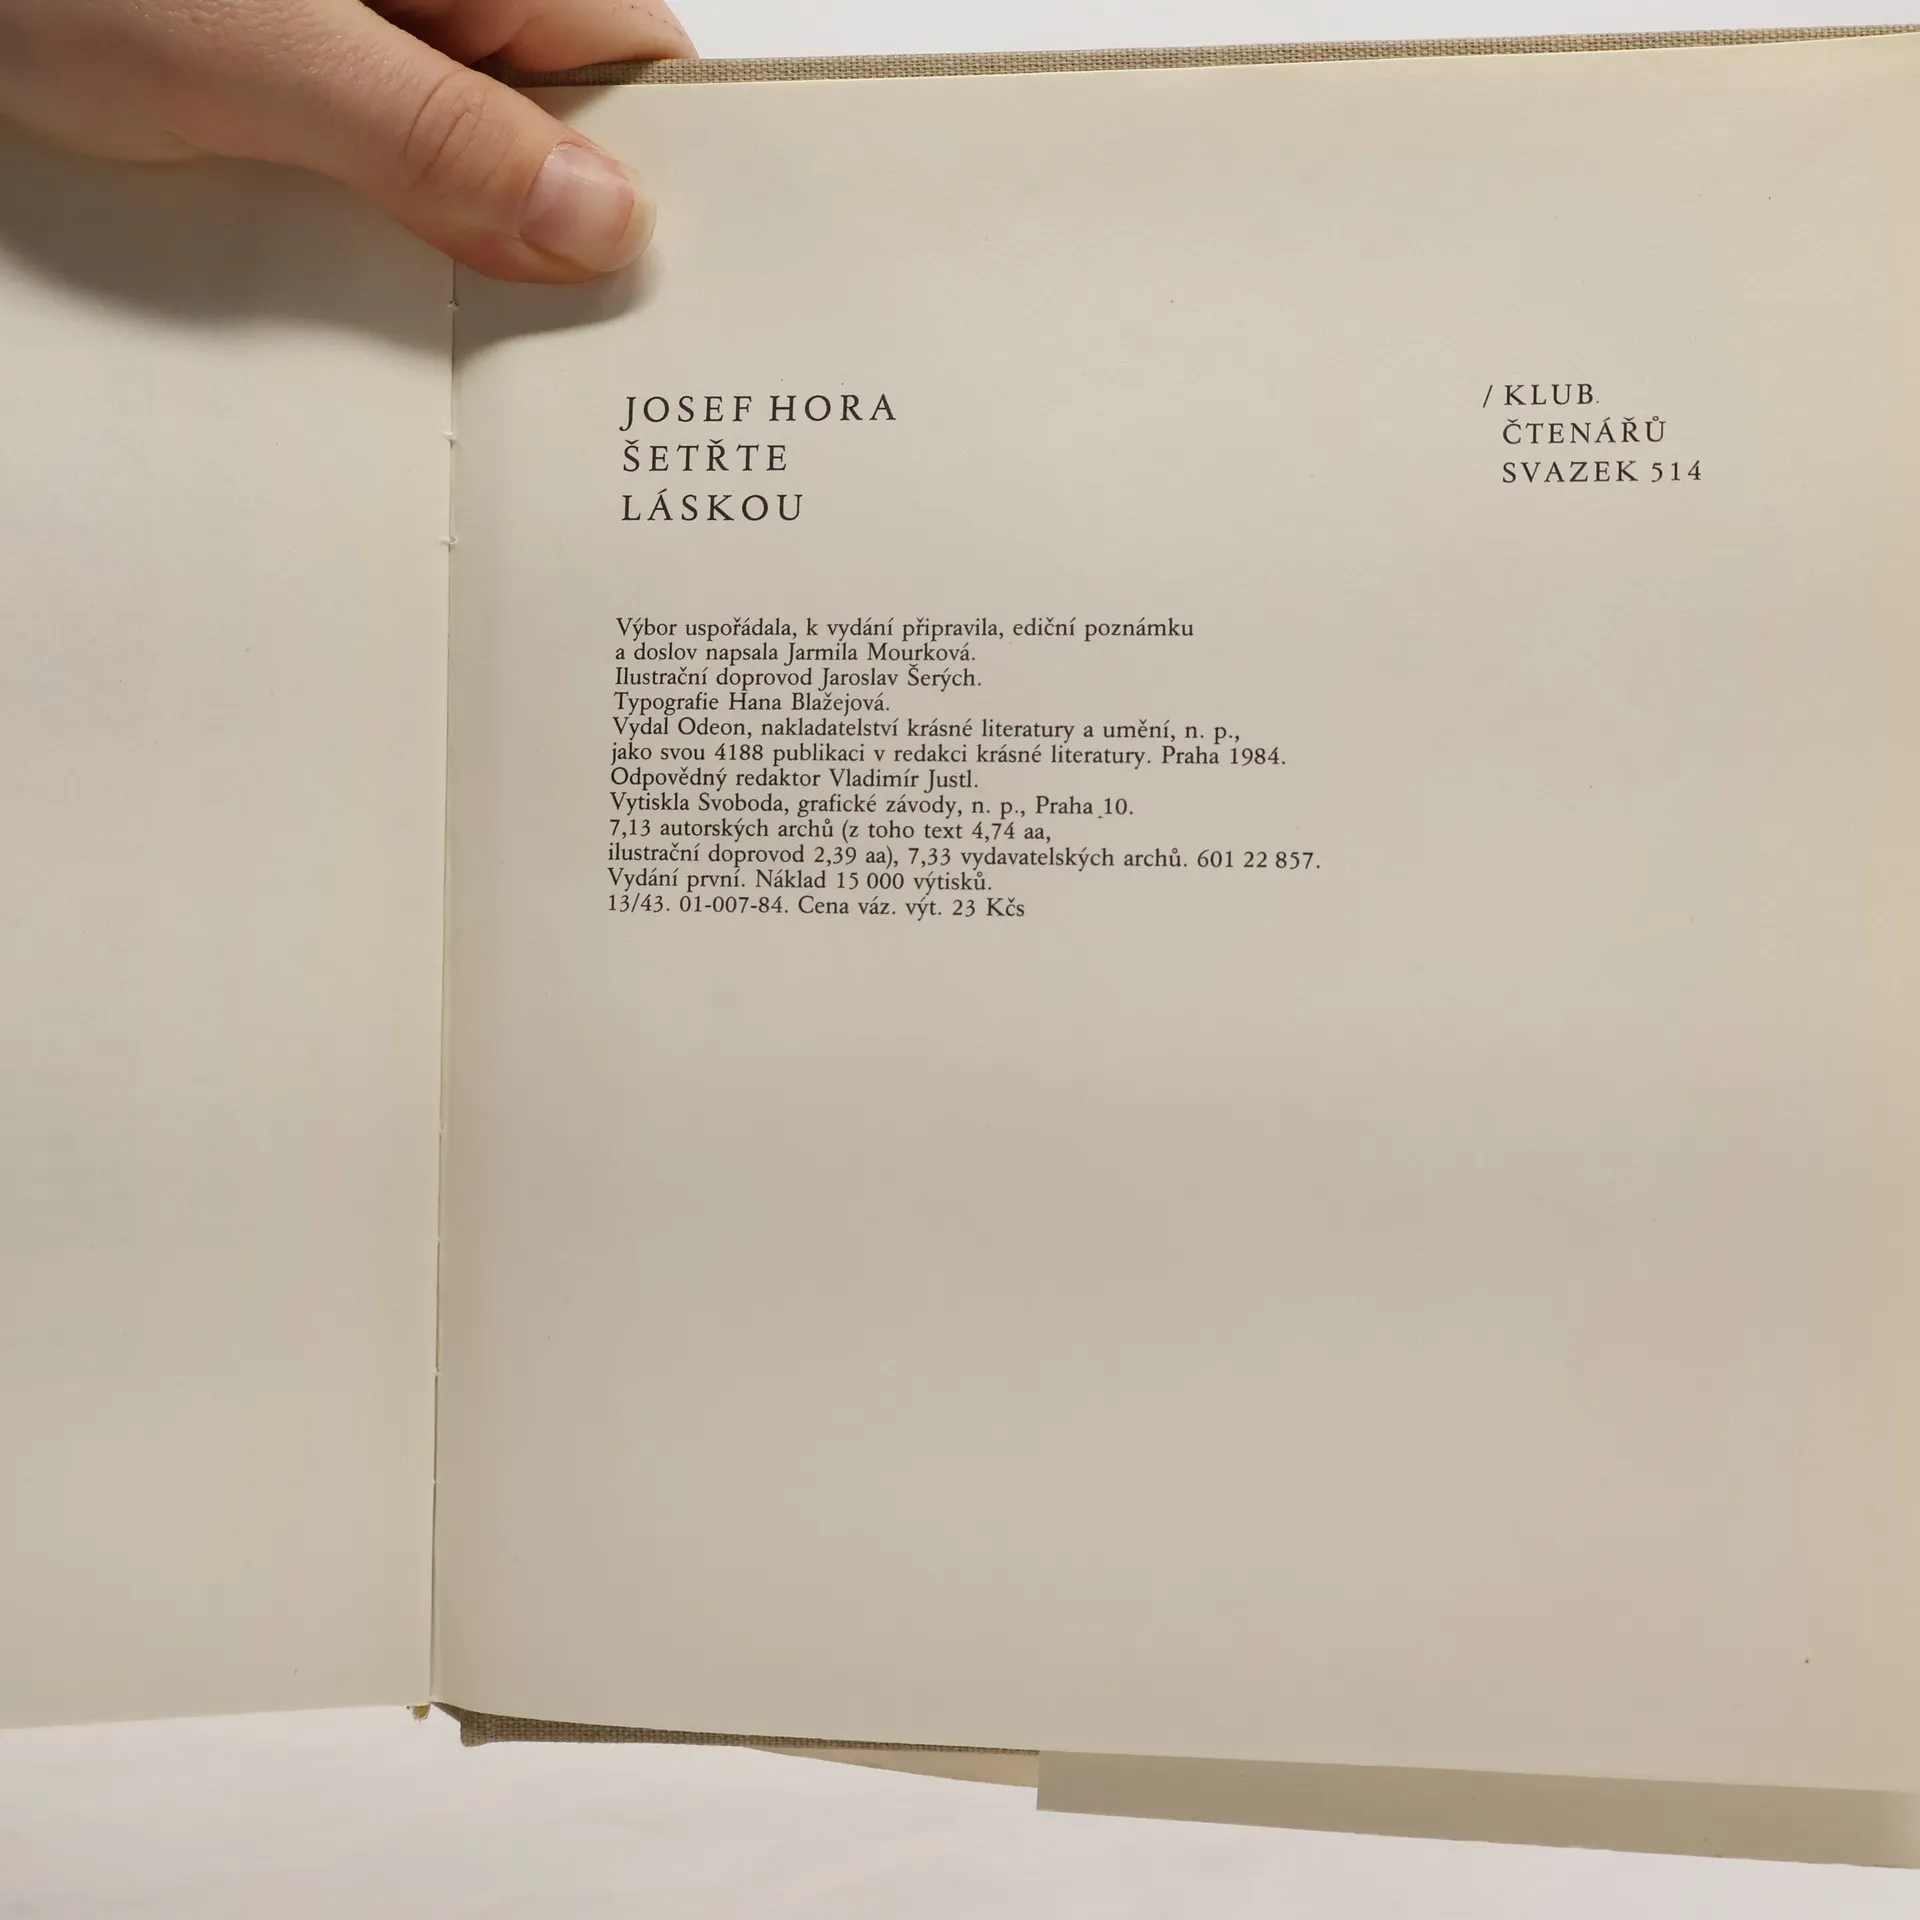 JOSEF HORA
ŠETŘTE
LÁSKOU
/ KLUB
ČTENÁŘŮ
SVAZEK 514
Výbor uspořádala, k vydání připravila, ediční poznámku
a doslov napsala Jarmila Mourková.
Ilustrační doprovod Jaroslav Šerých.
Typografie Hana Blažejová.
Vydal Odeon, nakladatelství krásné literatury a umění, n. p.,
jako svou 4188 publikaci v redakci krásné literatury. Praha 1984.
Odpovědný redaktor Vladimír Justl.
Vytiskla Svoboda, grafické závody, n. p., Praha 10.
7,13 autorských archů (z toho text 4,74 aa,
ilustrační doprovod 2,39 aa), 7,33 vydavatelských archů. 601 22 857.
Vydání první. Náklad 15 000 výtisků.
13/43. 01-007-84. Cena váz. výt. 23 Kčs